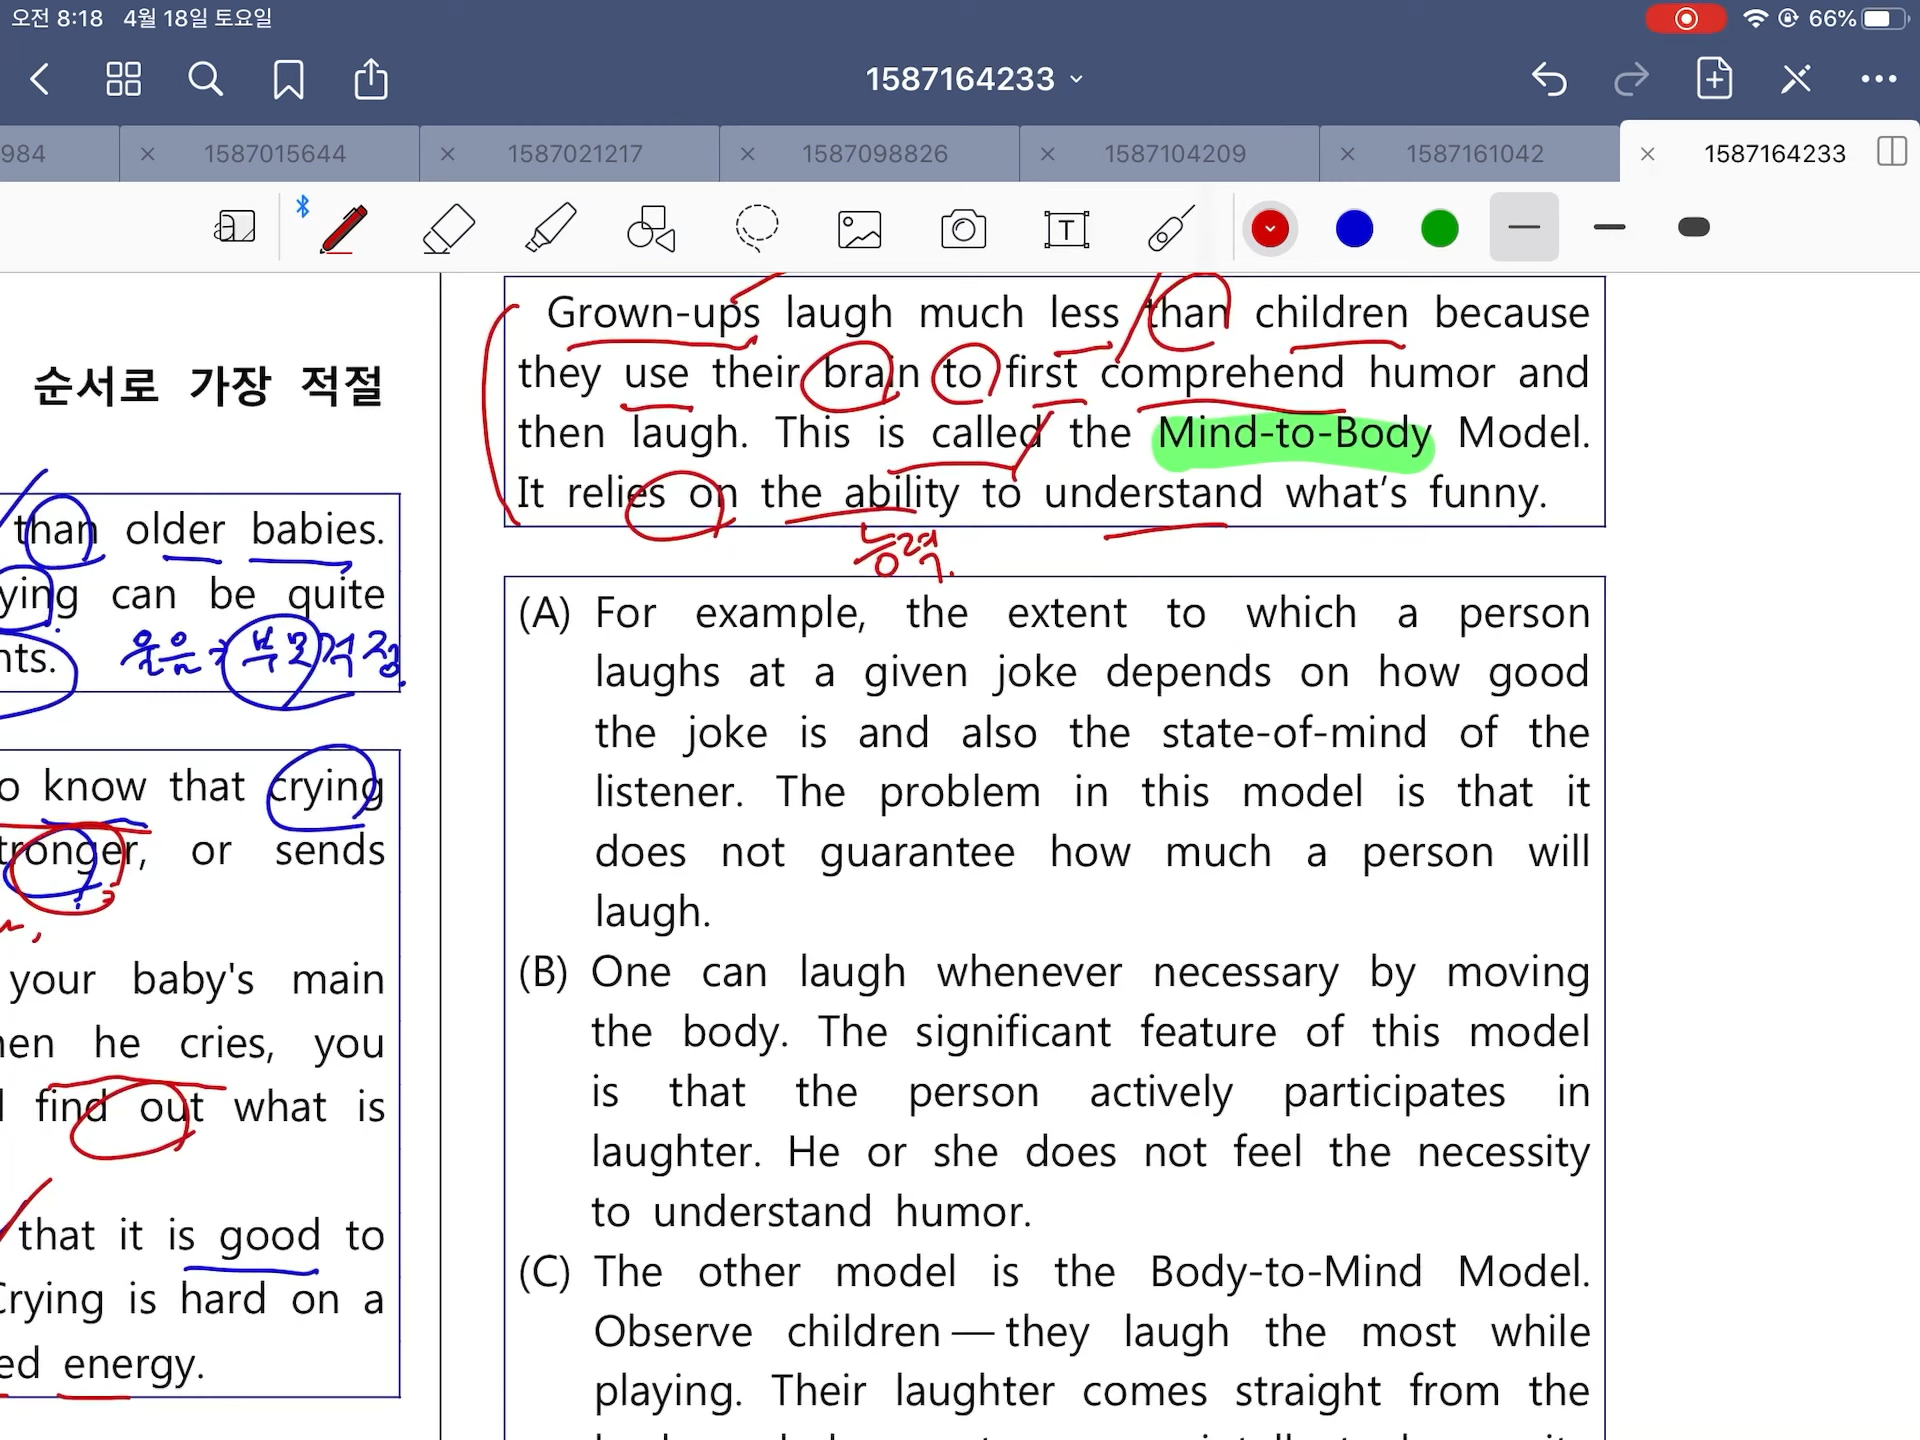 오전 8:18 4월 18일 토요일
66%
1587164233
984
1587015644
1587021217
1587098826
1587104209
1587161042
1587164233
순서로 가장 적절
than older babies.
ying can be quite
nts.
울음 → 부모 걱정.
o know that crying
tronger, or sends
your baby's main
hen he cries, you
find out what is
that it is good to
Crying is hard on a
ed energy.
Grown-ups laugh much less than children because
they use their brain to first comprehend humor and
then laugh. This is called the Mind-to-Body Model.
It relies on the ability to understand what's funny.
능력.
(A) For example, the extent to which a person
laughs at a given joke depends on how good
the joke is and also the state-of-mind of the
listener. The problem in this model is that it
does not guarantee how much a person will
laugh.
(B) One can laugh whenever necessary by moving
the body. The significant feature of this model
is that the person actively participates in
laughter. He or she does not feel the necessity
to understand humor.
(C) The other model is the Body-to-Mind Model.
Observe children — they laugh the most while
playing. Their laughter comes straight from the